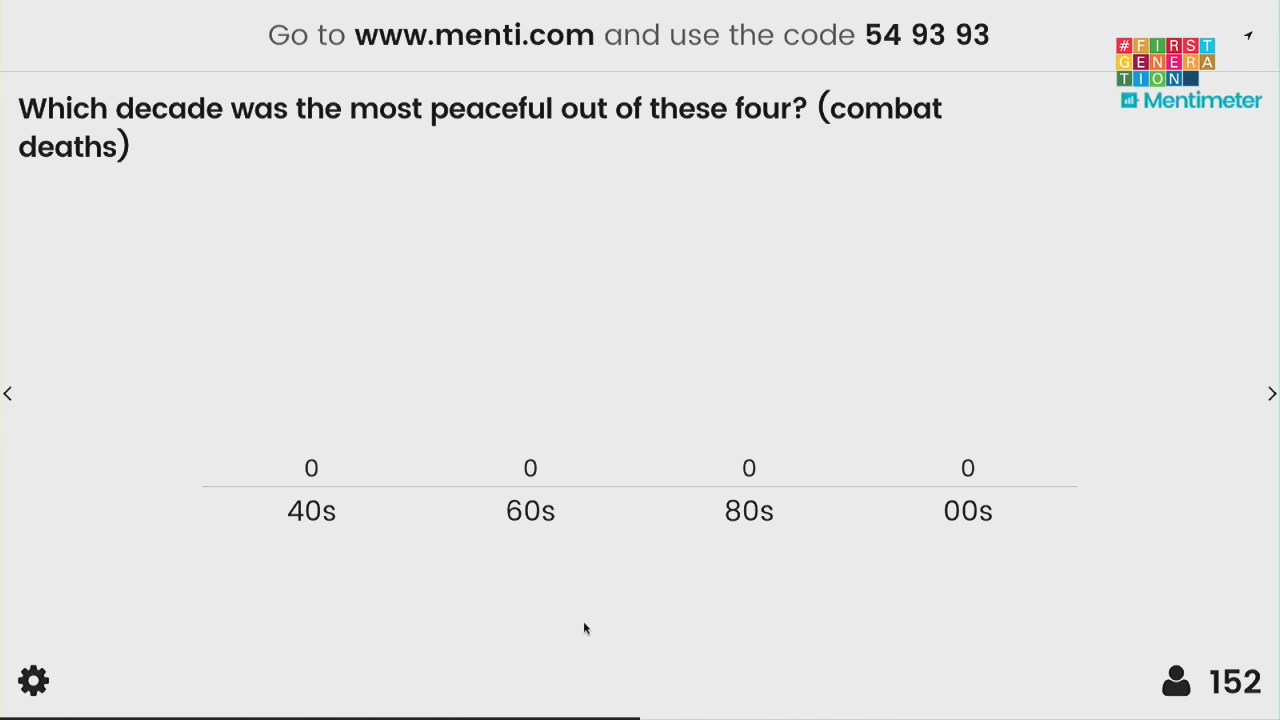 Go to www.menti.com and use the code 54 93 93
#FIRST
GENERA
TION
Mentimeter
Which decade was the most peaceful out of these four? (combat
deaths)
0 0 0 0
40s 60s 80s 00s
152